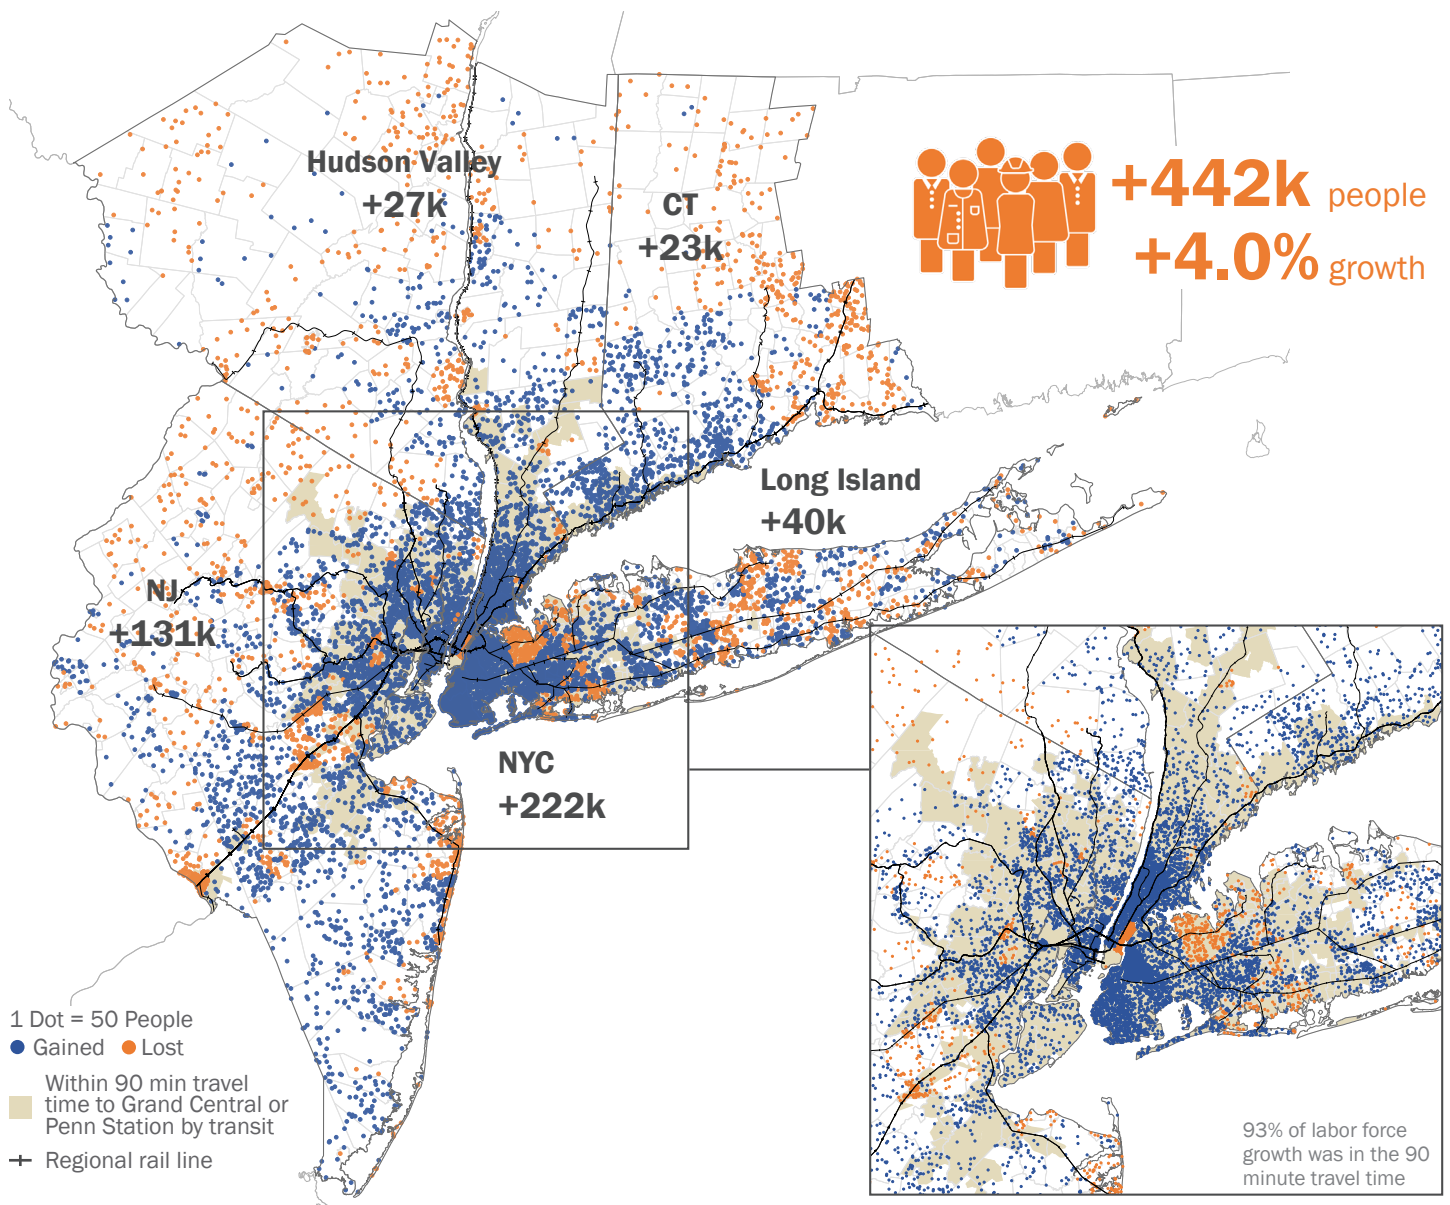 Hudson Valley
+27k
CT
+23k
+442k people
+4.0% growth
Long Island
+40k
NJ
+131k
NYC
+222k
1 Dot = 50 People
Gained Lost
Within 90 min travel
time to Grand Central or
Penn Station by transit
Regional rail line
93% of labor force
growth was in the 90
minute travel time